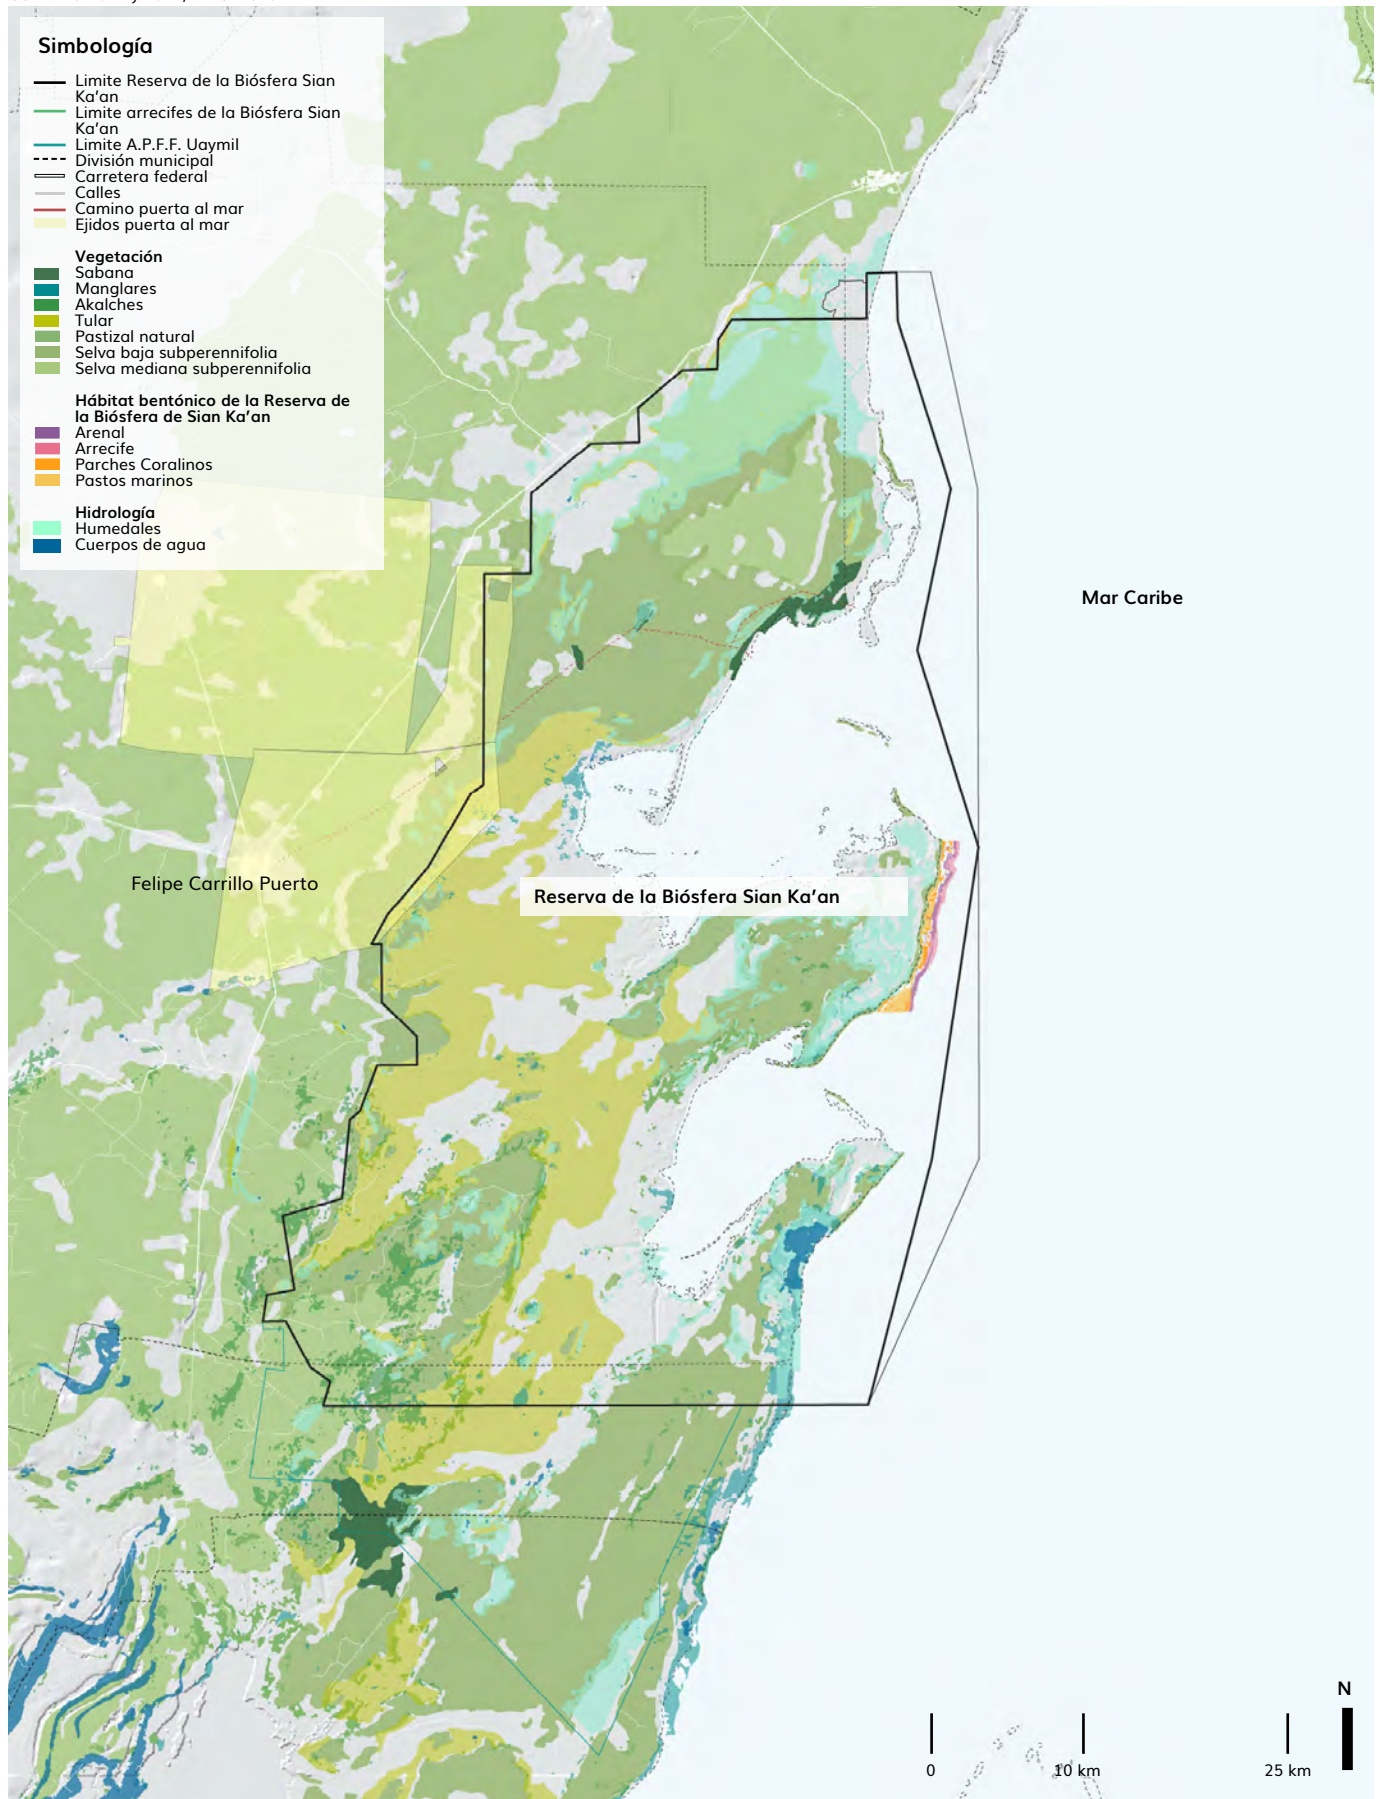 Simbología
Limite Reserva de la Biósfera Sian
Ka'an
Limite arrecifes de la Biósfera Sian
Ka'an
Limite A.P.F.F. Uaymil
División municipal
Carretera federal
Calles
Camino puerta al mar
Ejidos puerta al mar
Vegetación
Sabana
Manglares
Akalches
Tular
Pastizal natural
Selva baja subperennifolia
Selva mediana subperennifolia
Hábitat bentónico de la Reserva de
la Biósfera de Sian Ka'an
Arenal
Arrecife
Parches Coralinos
Pastos marinos
Hidrología
Humedales
Cuerpos de agua
Mar Caribe
Felipe Carrillo Puerto
Reserva de la Biósfera Sian Ka'an
N
0
10 km
25 km